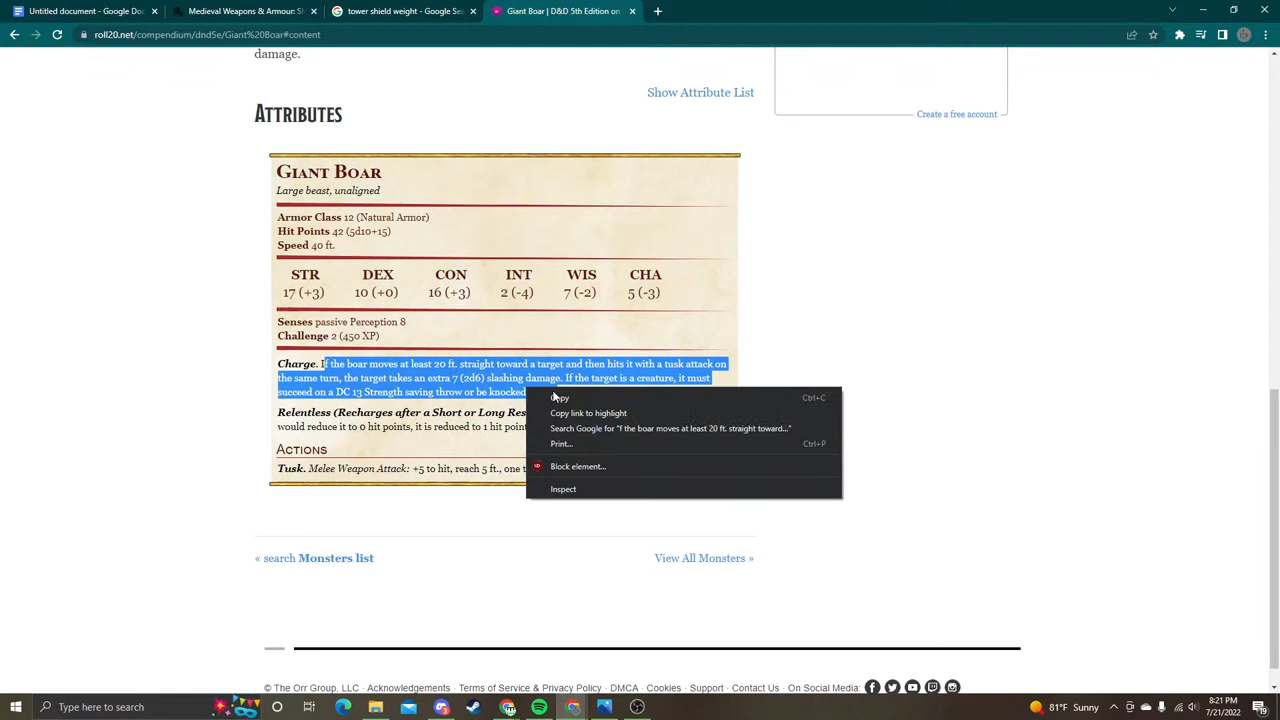 Untitled document - Google Doc
Medieval Weapons & Armour: S
dire boar weight - Google Searc
Giant Boar | D&D 5th Edition on
roll20.net/compendium/dnd5e/Giant%20Boar#content
damage.
Show Attribute List
Attributes
Create a free account
Giant Boar
Large beast, unaligned
Armor Class 12 (Natural Armor)
Hit Points 42 (5d10+15)
Speed 40 ft.
STR DEX CON INT WIS CHA
17 (+3) 10 (+0) 16 (+3) 2 (-4) 7 (-2) 5 (-3)
Senses passive Perception 8
Challenge 2 (450 XP)
Charge. If the boar moves at least 20 ft. straight toward a target and then hits it with a tusk attack on
the same turn, the target takes an extra 7 (2d6) slashing damage. If the target is a creature, it must
succeed on a DC 13 Strength saving throw or be knocked
Relentless (Recharges after a Short or Long Res
would reduce it to 0 hit points, it is reduced to 1 hit point
Actions
Tusk. Melee Weapon Attack: +5 to hit, reach 5 ft., one t
Copy Ctrl+C
Copy link to highlight
Search Google for "f the boar moves at least 20 ft. straight toward..."
Print... Ctrl+P
Block element...
Inspect
« search Monsters list
View All Monsters »
© The Orr Group, LLC · Acknowledgements · Terms of Service & Privacy Policy · DMCA · Cookies · Support · Contact Us · On Social Media:
Type here to search
81°F Sunny
8:21 PM
7/21/2022